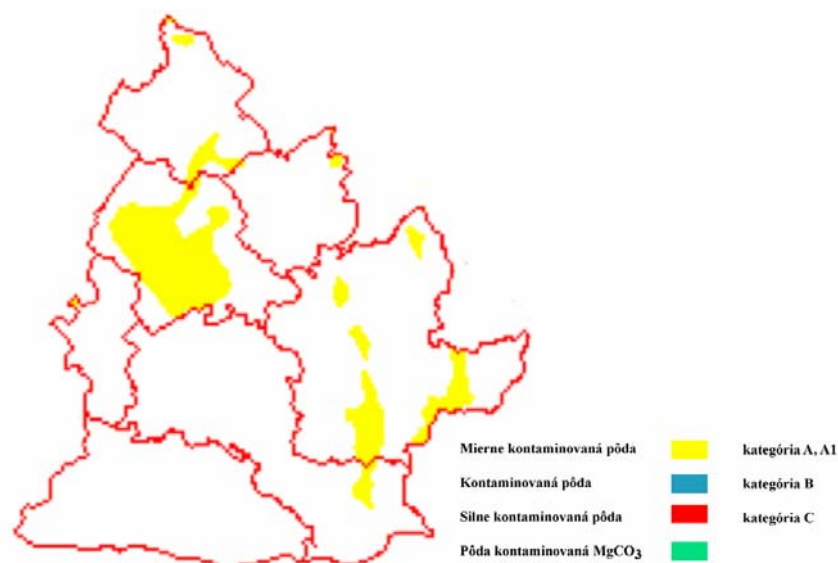 Mierne kontaminovaná pôda kategória A, A1
Kontaminovaná pôda kategória B
Silne kontaminovaná pôda kategória C
Pôda kontaminovaná MgCO3